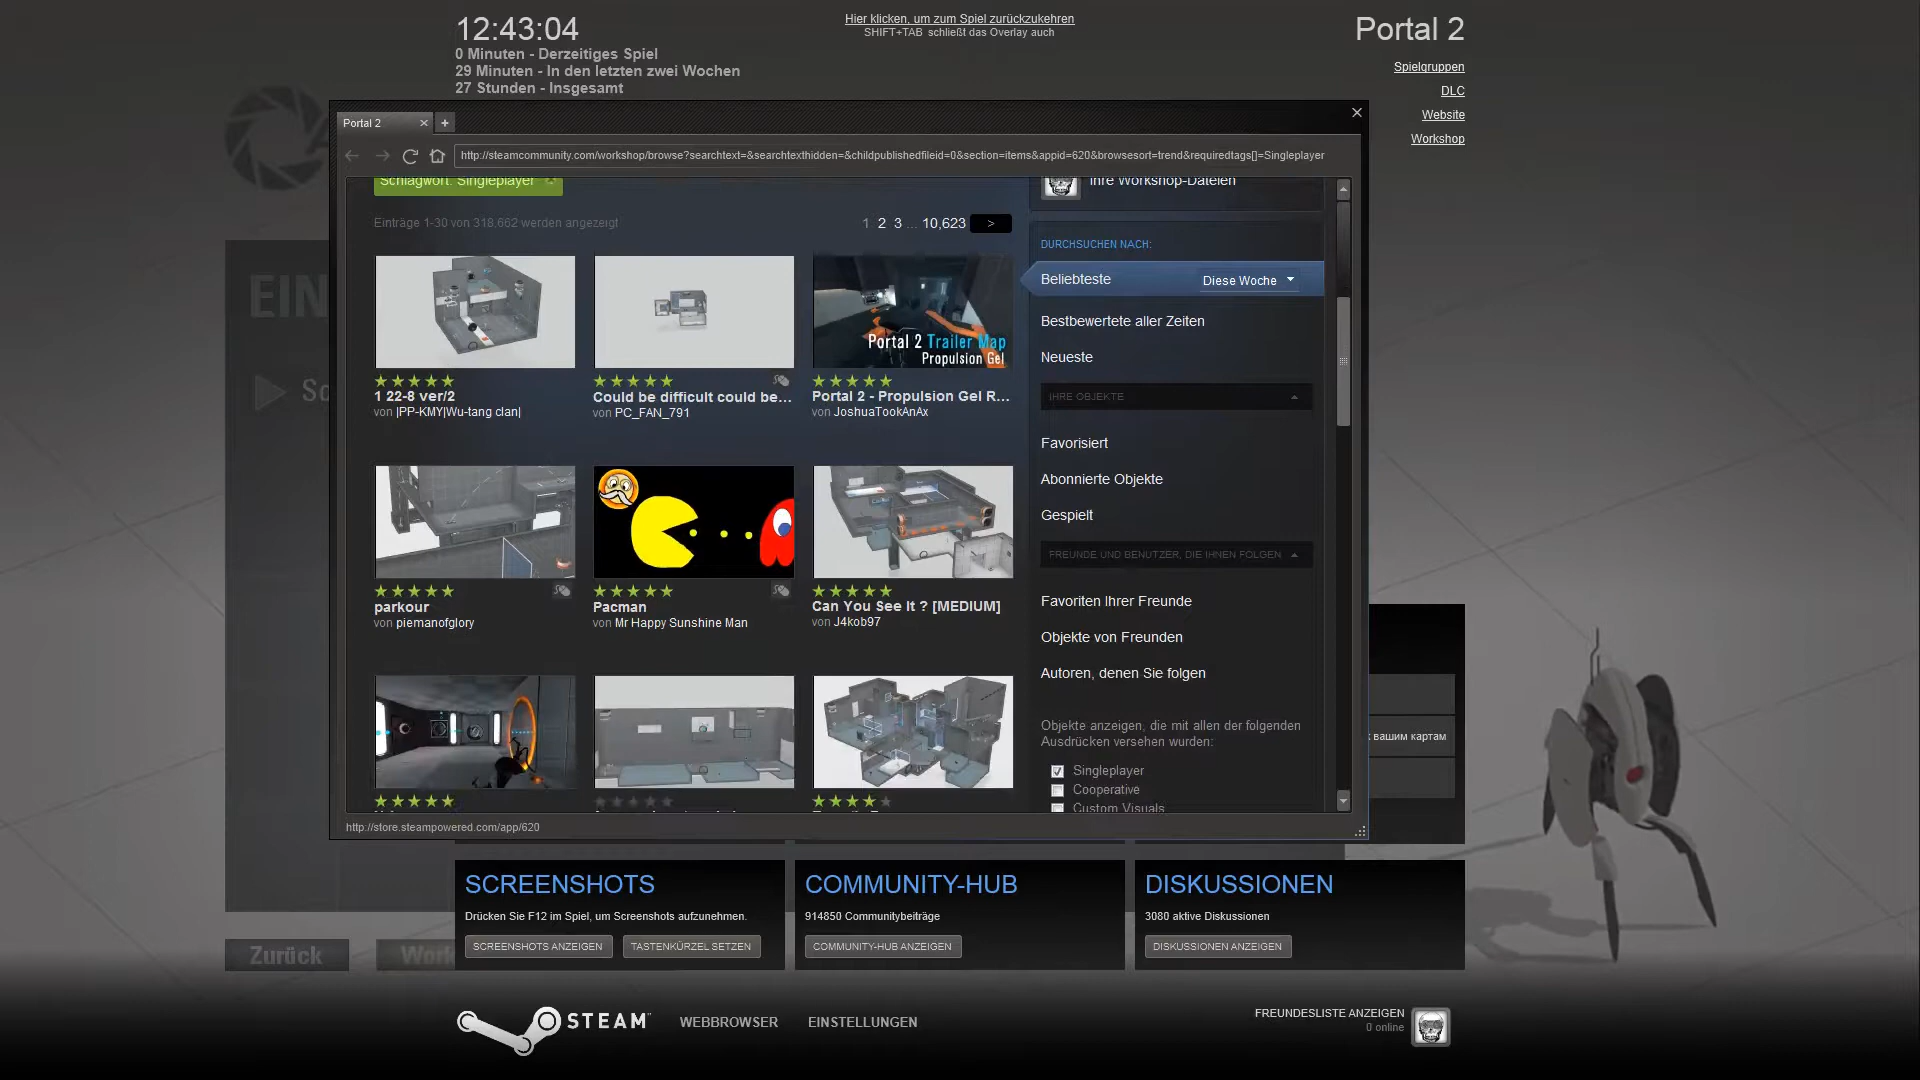 12:43:04
0 Minuten - Derzeitiges Spiel
29 Minuten - In den letzten zwei Wochen
27 Stunden - Insgesamt
Hier klicken, um zum Spiel zurückzukehren
SHIFT+TAB schließt das Overlay auch
Portal 2
Spielgruppen
DLC
Website
Workshop
Portal 2
http://steamcommunity.com/workshop/browse?searchtext=&searchtexthidden=&childpublishedfileid=0&section=items&appid=620&browsesort=trend&requiredtags[]=Singleplayer
Schlagwort: Singleplayer
Ihre Workshop-Dateien
Einträge 1-30 von 318.662 werden angezeigt
1 2 3 ... 10,623 >
DURCHSUCHEN NACH:
Beliebteste
Diese Woche
Bestbewertete aller Zeiten
Neueste
IHRE OBJEKTE
Favorisiert
Abonnierte Objekte
Gespielt
FREUNDE UND BENUTZER, DIE IHNEN FOLGEN
Favoriten Ihrer Freunde
Objekte von Freunden
Autoren, denen Sie folgen
Objekte anzeigen, die mit allen der folgenden
Ausdrücken versehen wurden:
Singleplayer
Cooperative
Custom Visuals
Portal 2 Trailer Map
Propulsion Gel
1 22-8 ver/2
von |PP-KMY|Wu-tang clan|
Could be difficult could be...
von PC_FAN_791
Portal 2 - Propulsion Gel R...
von JoshuaTookAnAx
parkour
von piemanofglory
Pacman
von Mr Happy Sunshine Man
Can You See It ? [MEDIUM]
von J4kob97
http://store.steampowered.com/app/620
EIN
вашим картам
SCREENSHOTS
Drücken Sie F12 im Spiel, um Screenshots aufzunehmen.
SCREENSHOTS ANZEIGEN
TASTENKÜRZEL SETZEN
COMMUNITY-HUB
914850 Communitybeiträge
COMMUNITY-HUB ANZEIGEN
DISKUSSIONEN
3080 aktive Diskussionen
DISKUSSIONEN ANZEIGEN
Zurück
Work
STEAM
WEBBROWSER
EINSTELLUNGEN
FREUNDESLISTE ANZEIGEN
0 online